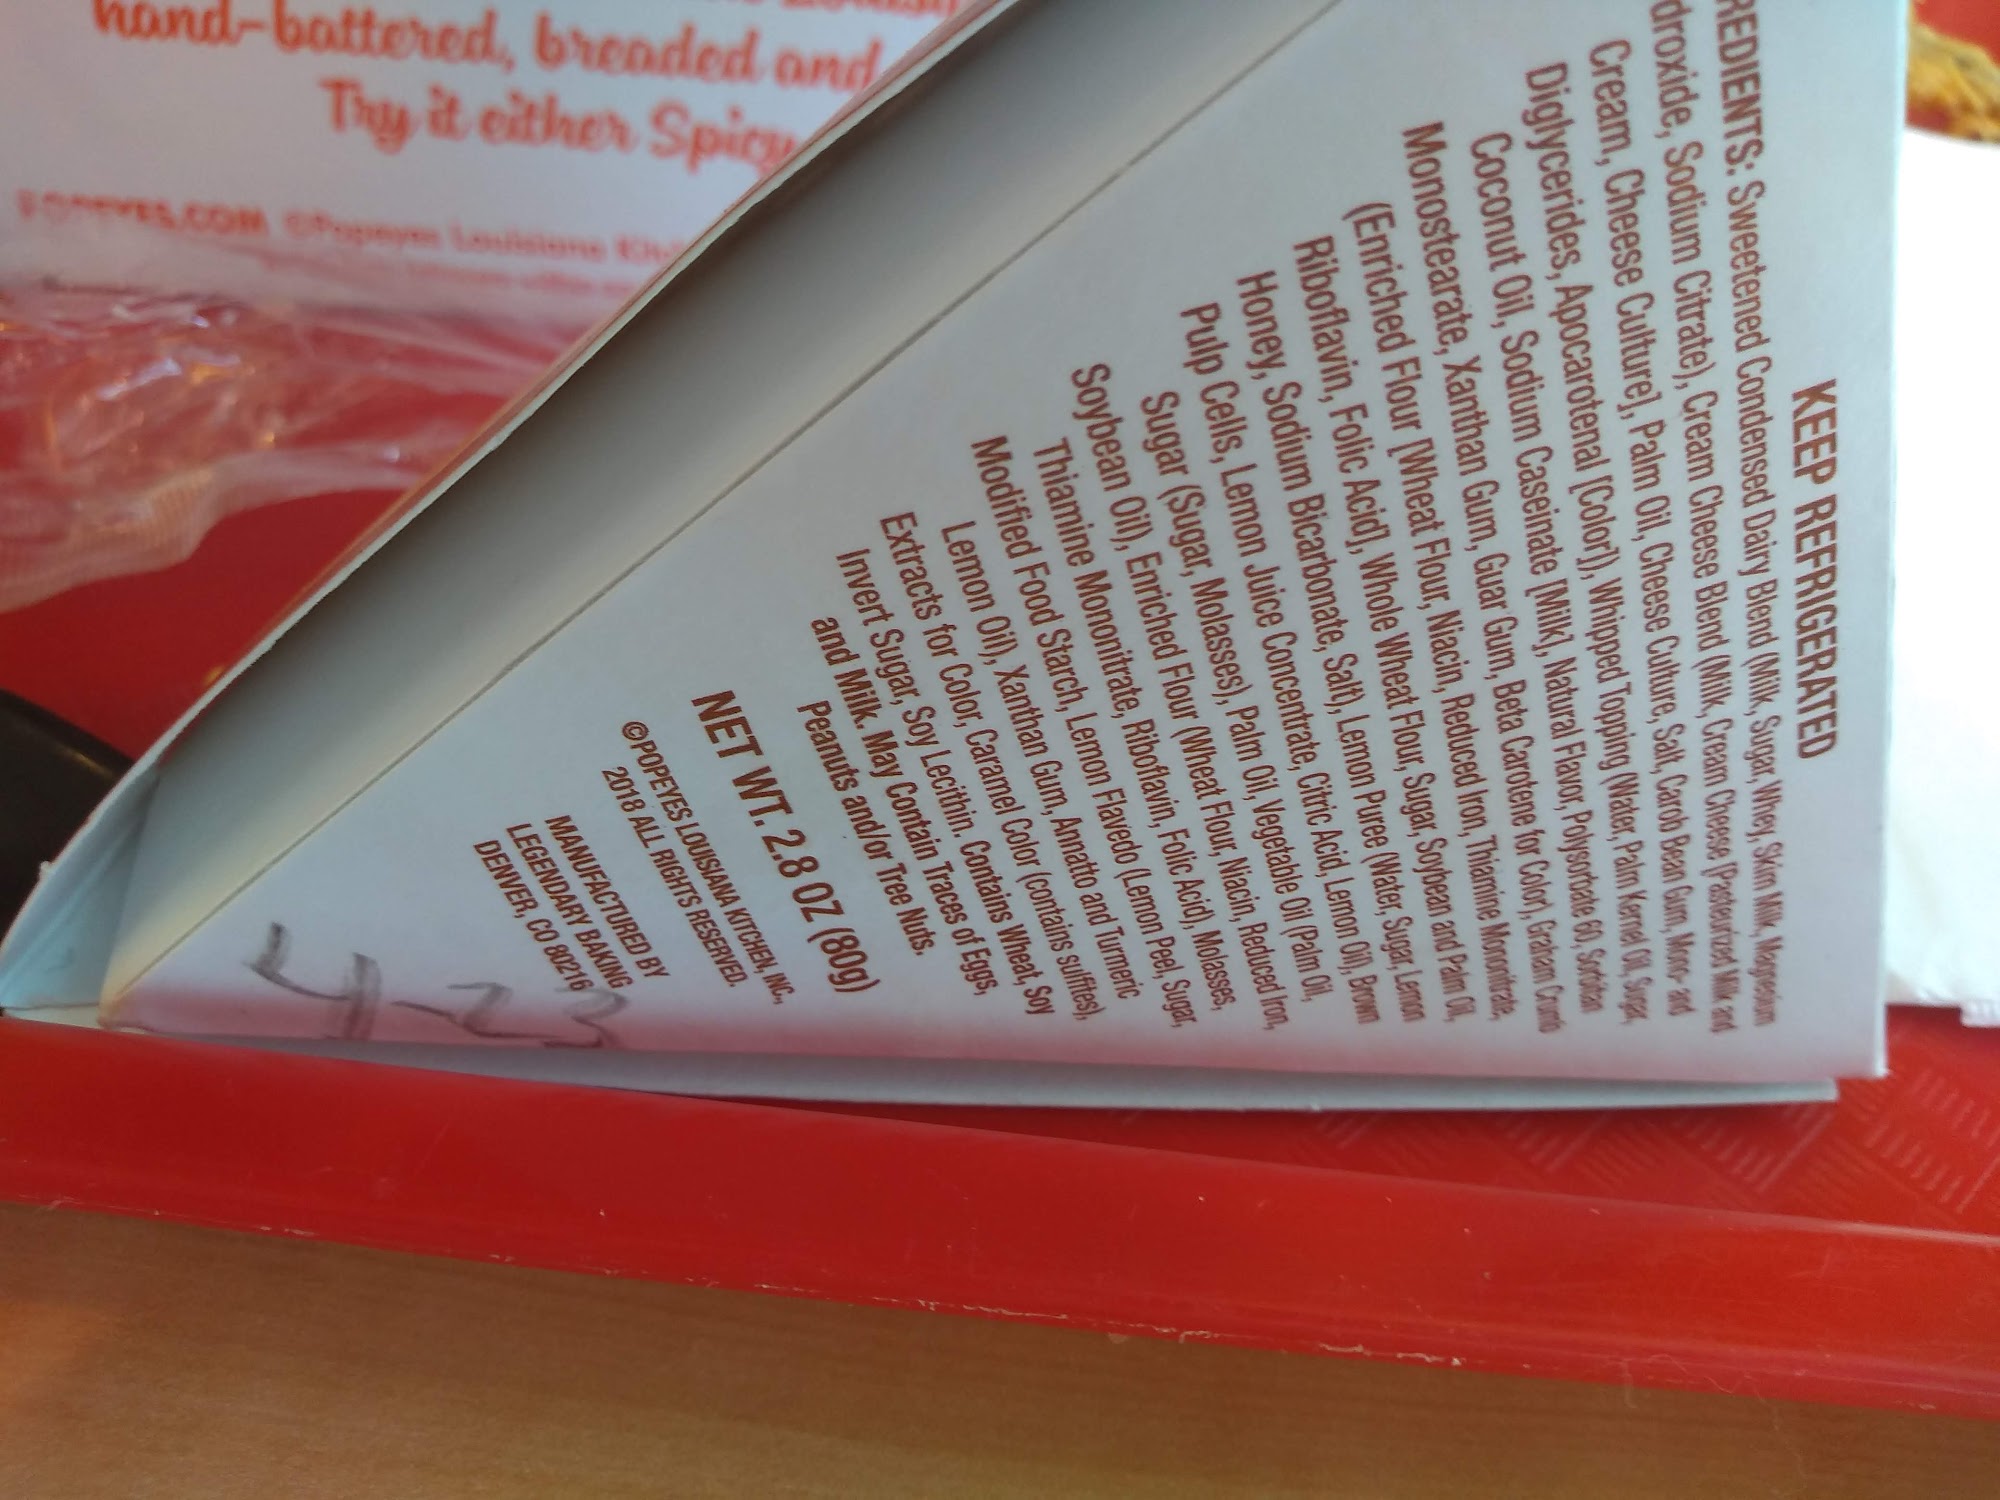 hand-battered, breaded and
Try it either Spicy
POPEYES.COM ©Popeyes Louisiana
KEEP REFRIGERATED
REDIENTS: Sweetened Condensed Dairy Blend (Milk, Sugar, Whey, Skim Milk, Magnesium
droxide, Sodium Citrate), Cream Cheese Blend (Milk, Cream Cheese [Pasteurized Milk and
Cream, Cheese Culture], Palm Oil, Cheese Culture, Salt, Carob Bean Gum, Mono- and
Diglycerides, Apocarotenal [Color]), Whipped Topping (Water, Palm Kernel Oil, Sugar,
Coconut Oil, Sodium Caseinate [Milk], Natural Flavor, Polysorbate 60, Sorbitan
Monostearate, Xanthan Gum, Guar Gum, Beta Carotene for Color), Graham Crumb
(Enriched Flour [Wheat Flour, Niacin, Reduced Iron, Thiamine Mononitrate,
Riboflavin, Folic Acid], Whole Wheat Flour, Sugar, Soybean and Palm Oil,
Honey, Sodium Bicarbonate, Salt), Lemon Puree (Water, Sugar, Lemon
Pulp Cells, Lemon Juice Concentrate, Citric Acid, Lemon Oil), Brown
Sugar (Sugar, Molasses), Palm Oil, Vegetable Oil (Palm Oil,
Soybean Oil), Enriched Flour (Wheat Flour, Niacin, Reduced Iron,
Thiamine Mononitrate, Riboflavin, Folic Acid), Molasses,
Modified Food Starch, Lemon Flavedo (Lemon Peel, Sugar,
Lemon Oil), Xanthan Gum, Annatto and Turmeric
Extracts for Color, Caramel Color (contains sulfites),
Invert Sugar, Soy Lecithin. Contains Wheat, Soy
and Milk. May Contain Traces of Eggs,
Peanuts and/or Tree Nuts.
NET WT. 2.8 OZ (80g)
©POPEYES LOUISIANA KITCHEN, INC.,
2018 ALL RIGHTS RESERVED.
MANUFACTURED BY
LEGENDARY BAKING
DENVER, CO 80216
4-23